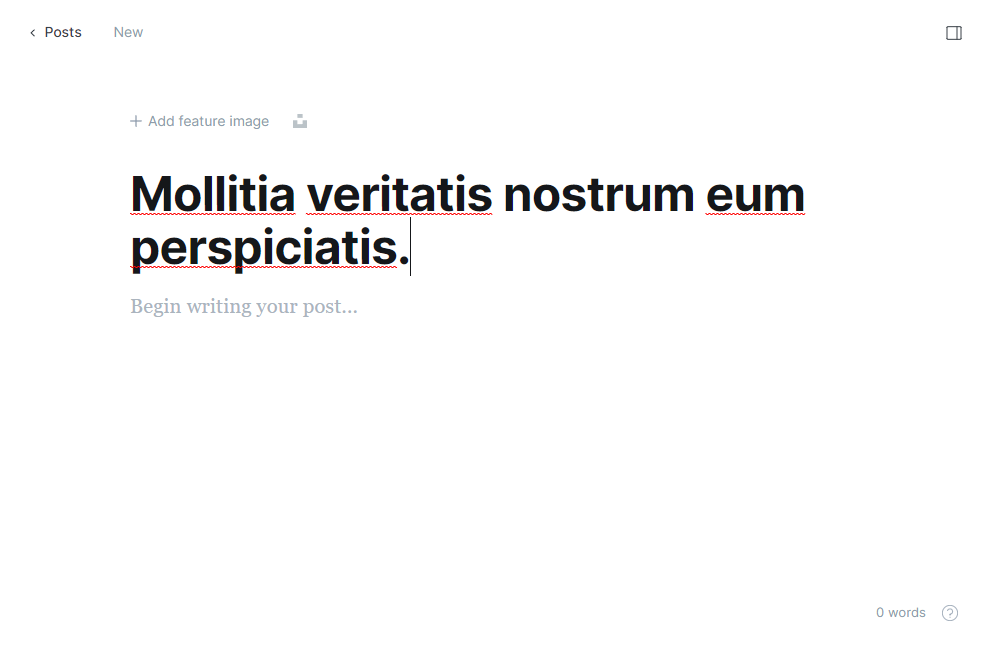 Posts New
Add feature image
Mollitia veritatis nostrum eum
perspiciatis.
Begin writing your post...
0 words